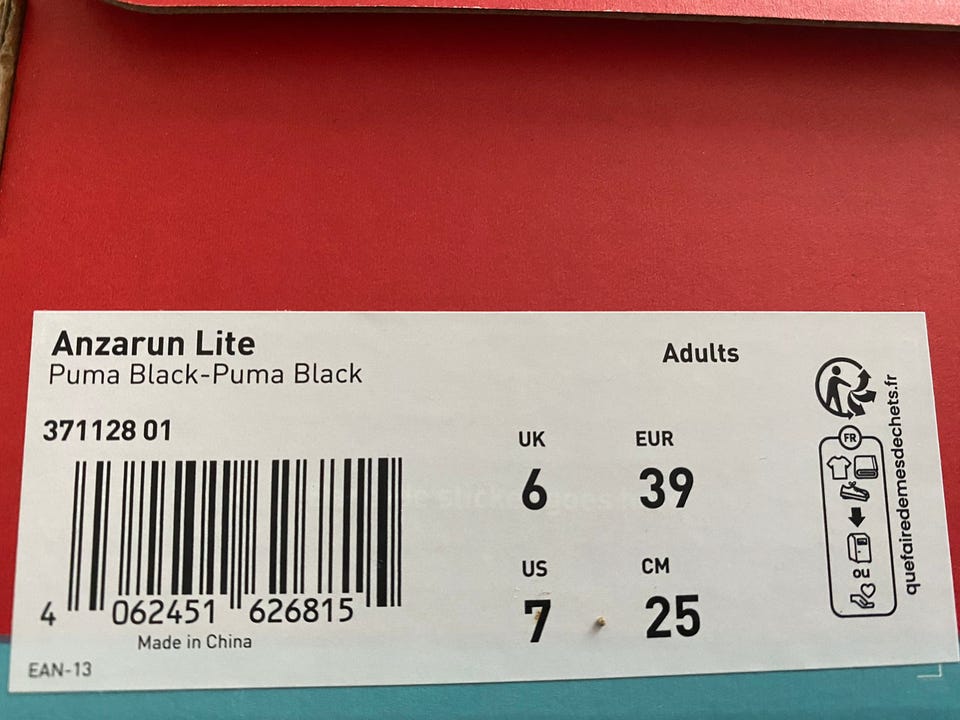 Anzarun Lite
Puma Black-Puma Black
Adults
371128 01
UK
EUR
6
39
US
CM
7
25
4 062451 626815
Made in China
EAN-13
FR
ou
quefairedemesdechets.fr